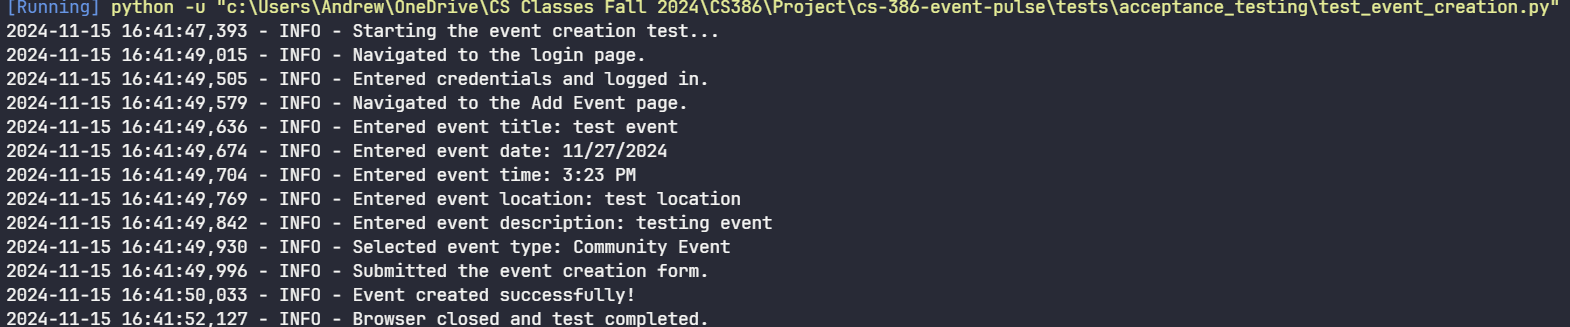 [Running] python -u "c:\Users\Andrew\OneDrive\CS Classes Fall 2024\CS386\Project\cs-386-event-pulse\tests\acceptance_testing\test_event_creation.py"
2024-11-15 16:41:47,393 - INFO - Starting the event creation test...
2024-11-15 16:41:49,015 - INFO - Navigated to the login page.
2024-11-15 16:41:49,505 - INFO - Entered credentials and logged in.
2024-11-15 16:41:49,579 - INFO - Navigated to the Add Event page.
2024-11-15 16:41:49,636 - INFO - Entered event title: test event
2024-11-15 16:41:49,674 - INFO - Entered event date: 11/27/2024
2024-11-15 16:41:49,704 - INFO - Entered event time: 3:23 PM
2024-11-15 16:41:49,769 - INFO - Entered event location: test location
2024-11-15 16:41:49,842 - INFO - Entered event description: testing event
2024-11-15 16:41:49,930 - INFO - Selected event type: Community Event
2024-11-15 16:41:49,996 - INFO - Submitted the event creation form.
2024-11-15 16:41:50,033 - INFO - Event created successfully!
2024-11-15 16:41:52,127 - INFO - Browser closed and test completed.